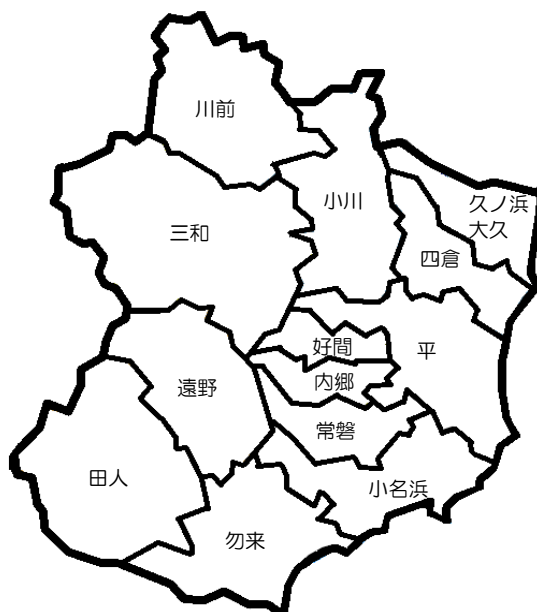 川前
小川
久ノ浜
大久
三和
四倉
好間
平
内郷
遠野
常磐
田人
小名浜
勿来